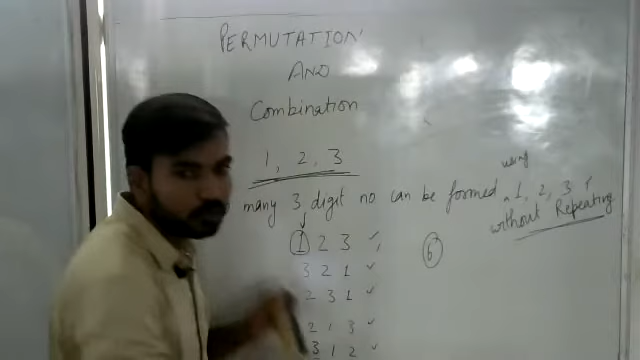 PERMUTATION
AND
Combination
1, 2, 3
many 3 digit no can be formed using 1, 2, 3
without Repeating
1 2 3
6
3 2 1
2 3 1
2 1 3
3 1 2